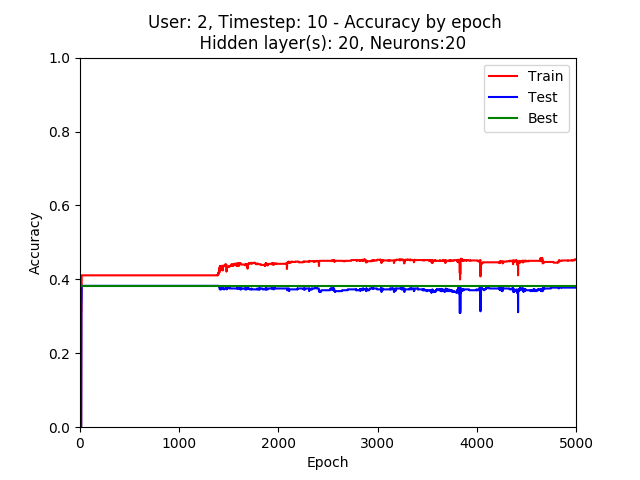 User: 2, Timestep: 10 - Accuracy by epoch
Hidden layer(s): 20, Neurons:20
1.0
Train
Test
Best
0.8
0.6
Accuracy
0.4
0.2
0.0
0
1000
2000
3000
4000
5000
Epoch